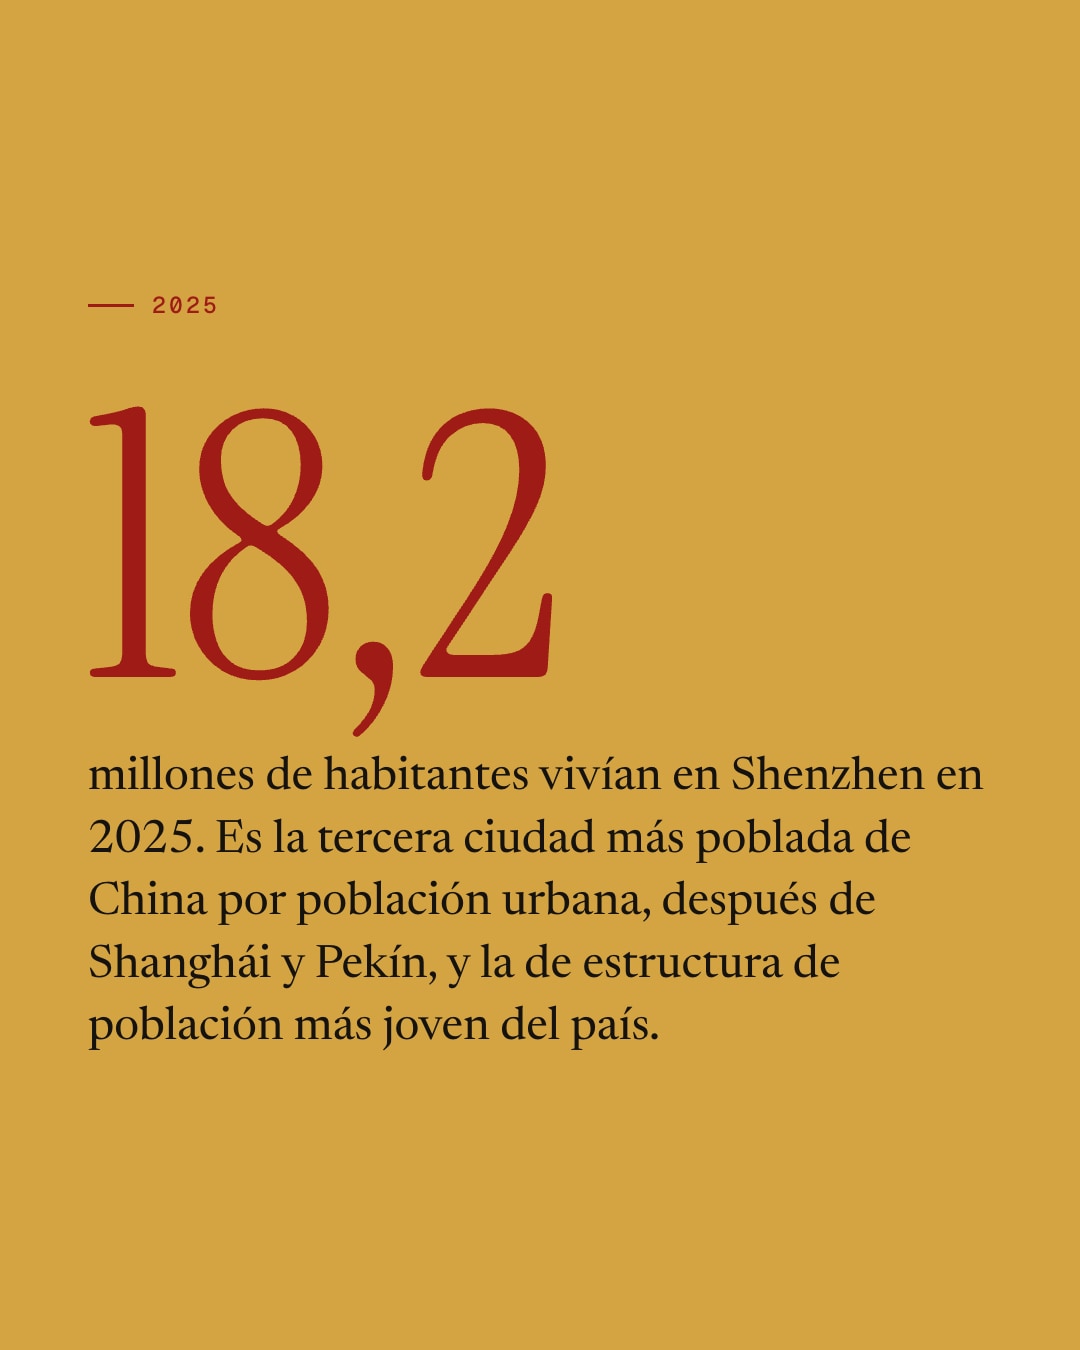 2025
18,2
millones de habitantes vivían en Shenzhen en
2025. Es la tercera ciudad más poblada de
China por población urbana, después de
Shanghái y Pekín, y la de estructura de
población más joven del país.